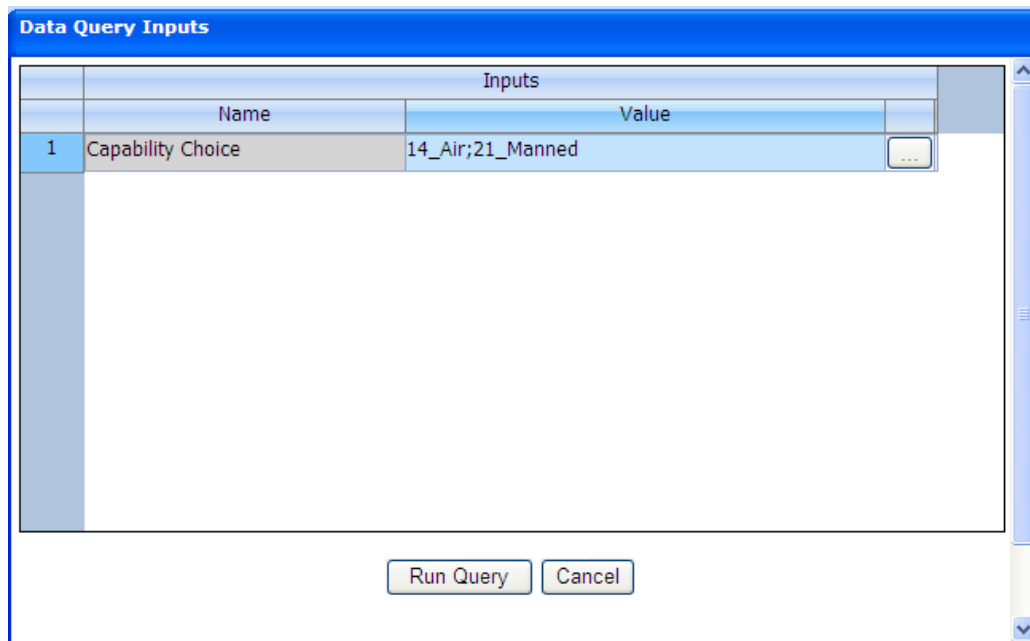 Data Query Inputs
Inputs
Name Value
1 Capability Choice 14_Air;21_Manned ...
Run Query Cancel